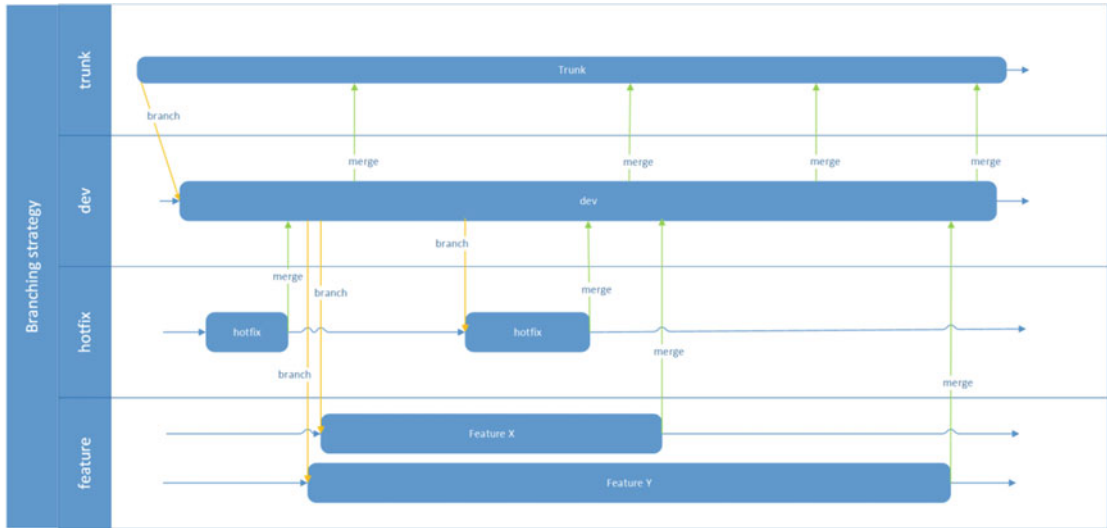 Branching strategy
trunk
Trunk
branch
merge
merge
merge
merge
dev
dev
branch
merge
branch
merge
hotfix
hotfix
hotfix
branch
merge
merge
feature
Feature X
Feature Y